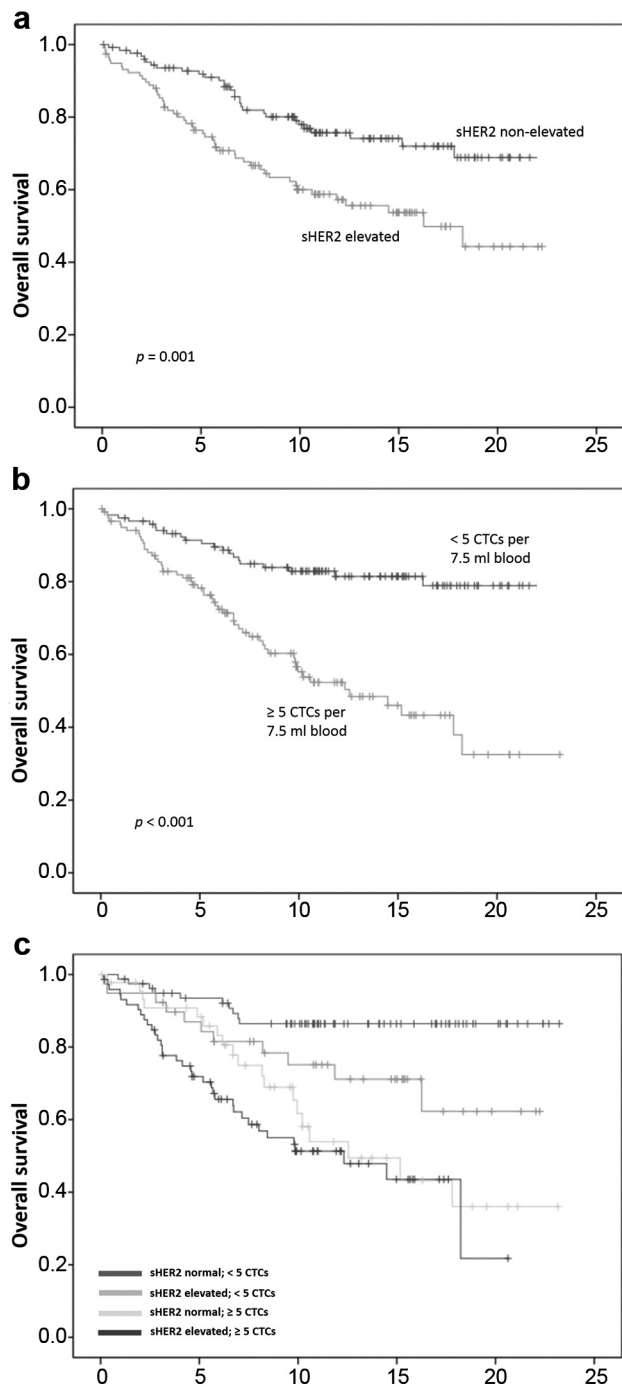 a
1.0
0.8
0.6
0.4
0.2
0.0
Overall survival
sHER2 non-elevated
sHER2 elevated
p = 0.001
0 5 10 15 20 25
b
1.0
0.8
0.6
0.4
0.2
0.0
Overall survival
< 5 CTCs per
7.5 ml blood
≥ 5 CTCs per
7.5 ml blood
p < 0.001
0 5 10 15 20 25
c
1.0
0.8
0.6
0.4
0.2
0.0
Overall survival
sHER2 normal; < 5 CTCs
sHER2 elevated; < 5 CTCs
sHER2 normal; ≥ 5 CTCs
sHER2 elevated; ≥ 5 CTCs
0 5 10 15 20 25